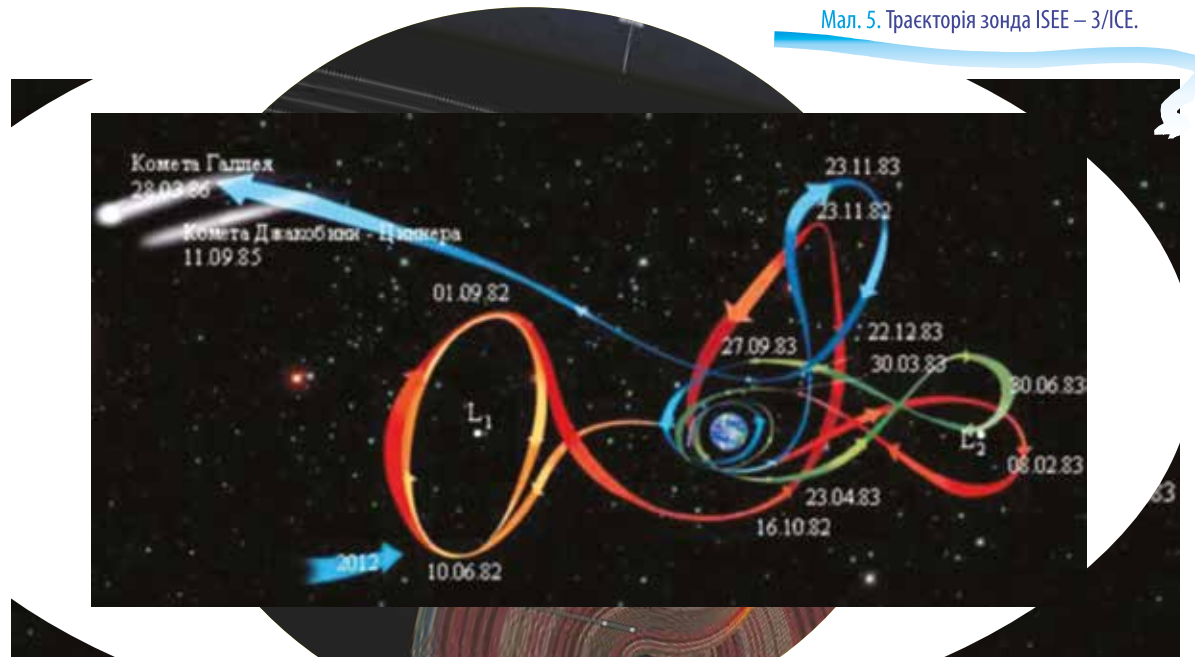 Мал. 5. Траєкторія зонда ISEE – 3/ICE.
Комета Галлея
28.03.86
Комета Джакобини - Циннера
11.09.85
23.11.83
23.11.82
01.09.82
22.12.83
27.09.83
30.03.83
30.06.83
L1
L2
08.02.83
23.04.83
16.10.82
2012
10.06.82